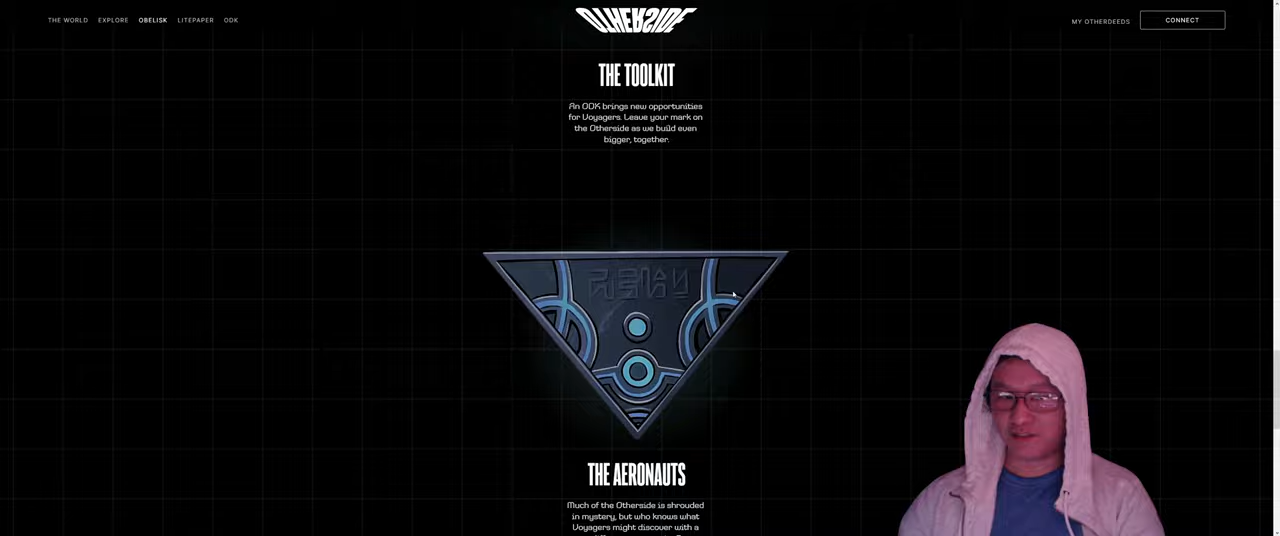 THE WORLD EXPLORE OBELISK LITEPAPER ODK
OTHERSIDE
MY OTHERDEEDS CONNECT
THE TOOLKIT
An ODK brings new opportunities
for Voyagers. Leave your mark on
the Otherside as we build even
bigger, together.
THE AERONAUTS
Much of the Otherside is shrouded
in mystery, but who knows what
Voyagers might discover with a